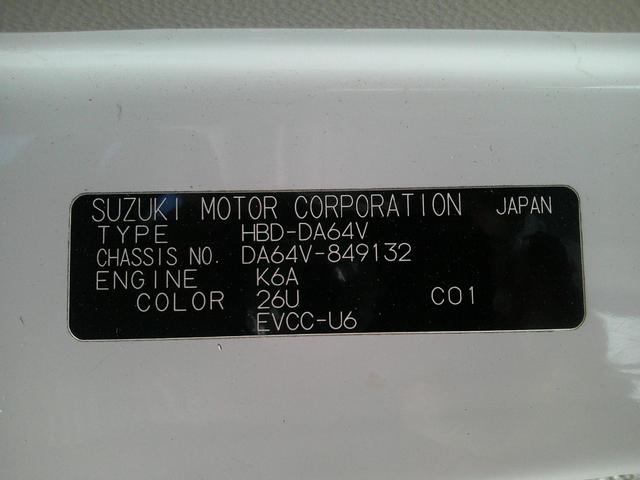 SUZUKI MOTOR CORPORATION JAPAN
TYPE HBD-DA64V
CHASSIS NO. DA64V-849132
ENGINE K6A
COLOR 26U C01
EVCC-U6